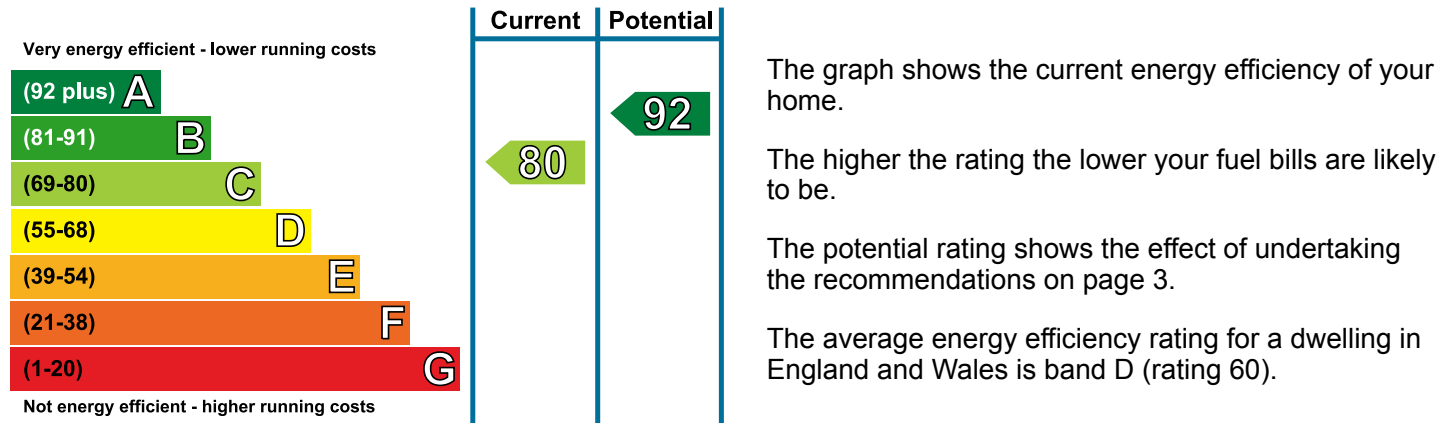 Current Potential
Very energy efficient - lower running costs
(92 plus) A
(81-91) B
(69-80) C
(55-68) D
(39-54) E
(21-38) F
(1-20) G
Not energy efficient - higher running costs
80
92
The graph shows the current energy efficiency of your
home.
The higher the rating the lower your fuel bills are likely
to be.
The potential rating shows the effect of undertaking
the recommendations on page 3.
The average energy efficiency rating for a dwelling in
England and Wales is band D (rating 60).